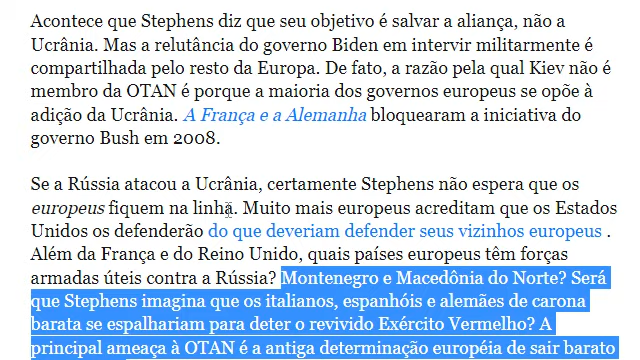 Acontece que Stephens diz que seu objetivo é salvar a aliança, não a
Ucrânia. Mas a relutância do governo Biden em intervir militarmente é
compartilhada pelo resto da Europa. De fato, a razão pela qual Kiev não é
membro da OTAN é porque a maioria dos governos europeus se opõe à
adição da Ucrânia. A França e a Alemanha bloquearam a iniciativa do
governo Bush em 2008.
Se a Rússia atacou a Ucrânia, certamente Stephens não espera que os
europeus fiquem na linha. Muito mais europeus acreditam que os Estados
Unidos os defenderão do que deveriam defender seus vizinhos europeus .
Além da França e do Reino Unido, quais países europeus têm forças
armadas úteis contra a Rússia? Montenegro e Macedônia do Norte? Será
que Stephens imagina que os italianos, espanhóis e alemães de carona
barata se espalhariam para deter o revivido Exército Vermelho? A
principal ameaça à OTAN é a antiga determinação européia de sair barato